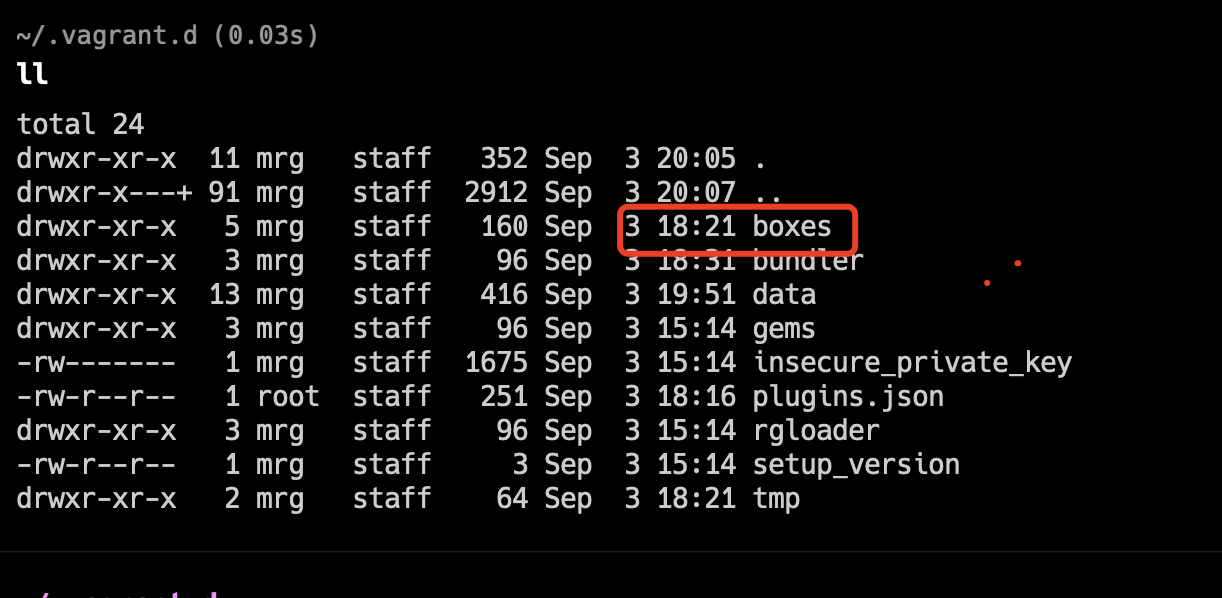 ~/.vagrant.d (0.03s)
ll
total 24
drwxr-xr-x  11 mrg   staff   352 Sep  3 20:05 .
drwxr-x---+ 91 mrg   staff  2912 Sep  3 20:07 ..
drwxr-xr-x   5 mrg   staff   160 Sep  3 18:21 boxes
drwxr-xr-x   3 mrg   staff    96 Sep  3 18:31 bundler
drwxr-xr-x  13 mrg   staff   416 Sep  3 19:51 data
drwxr-xr-x   3 mrg   staff    96 Sep  3 15:14 gems
-rw-------   1 mrg   staff  1675 Sep  3 15:14 insecure_private_key
-rw-r--r--   1 root  staff   251 Sep  3 18:16 plugins.json
drwxr-xr-x   3 mrg   staff    96 Sep  3 15:14 rgloader
-rw-r--r--   1 mrg   staff     3 Sep  3 15:14 setup_version
drwxr-xr-x   2 mrg   staff    64 Sep  3 18:21 tmp